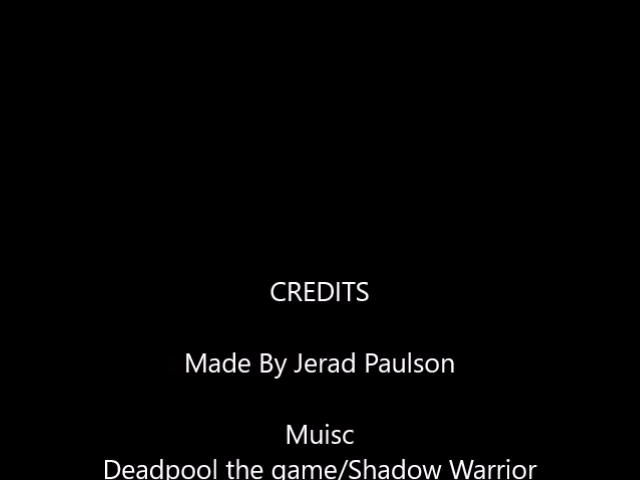 CREDITS
Made By Jerad Paulson
Muisc
Deadpool the game/Shadow Warrior